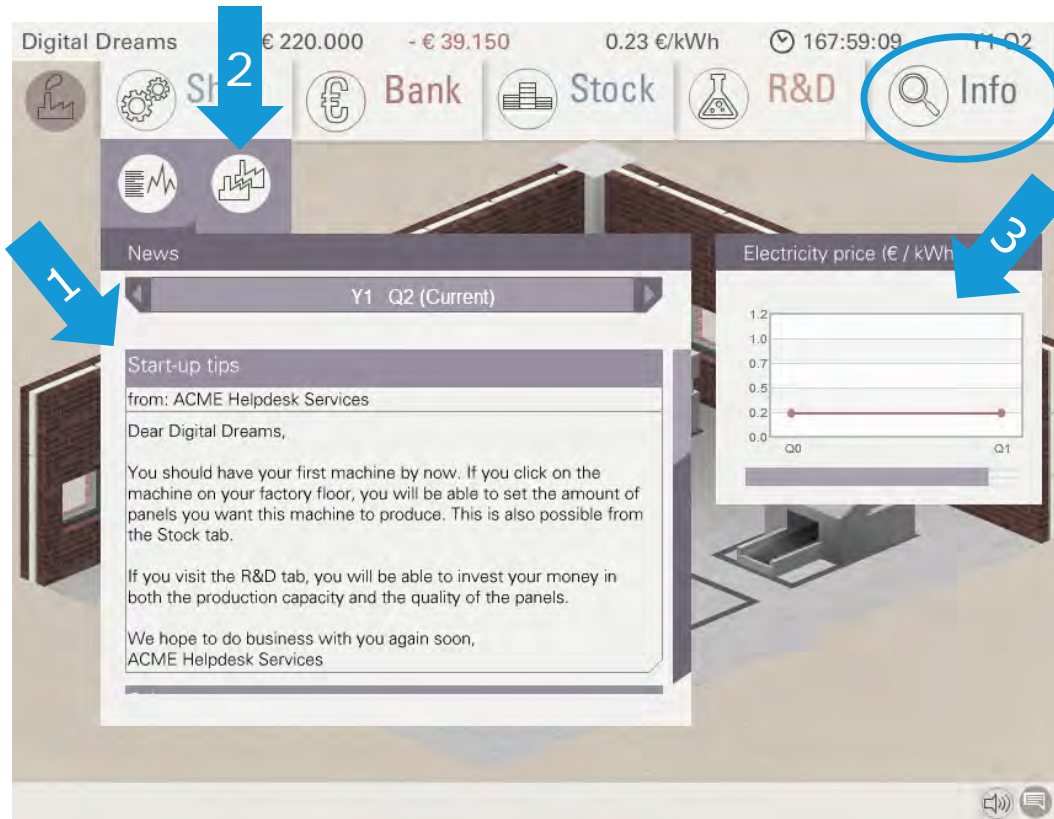 Digital Dreams € 220.000 - € 39.150 0.23 €/kWh 167:59:09 Y1 Q2
2
€ Bank Stock R&D Info
News
Electricity price (€ / kWh
3
1
Y1 Q2 (Current)
1.2
1.0
0.7
0.5
0.2
0.0
Q0 Q1
Start-up tips
from: ACME Helpdesk Services
Dear Digital Dreams,
You should have your first machine by now. If you click on the
machine on your factory floor, you will be able to set the amount of
panels you want this machine to produce. This is also possible from
the Stock tab.
If you visit the R&D tab, you will be able to invest your money in
both the production capacity and the quality of the panels.
We hope to do business with you again soon,
ACME Helpdesk Services